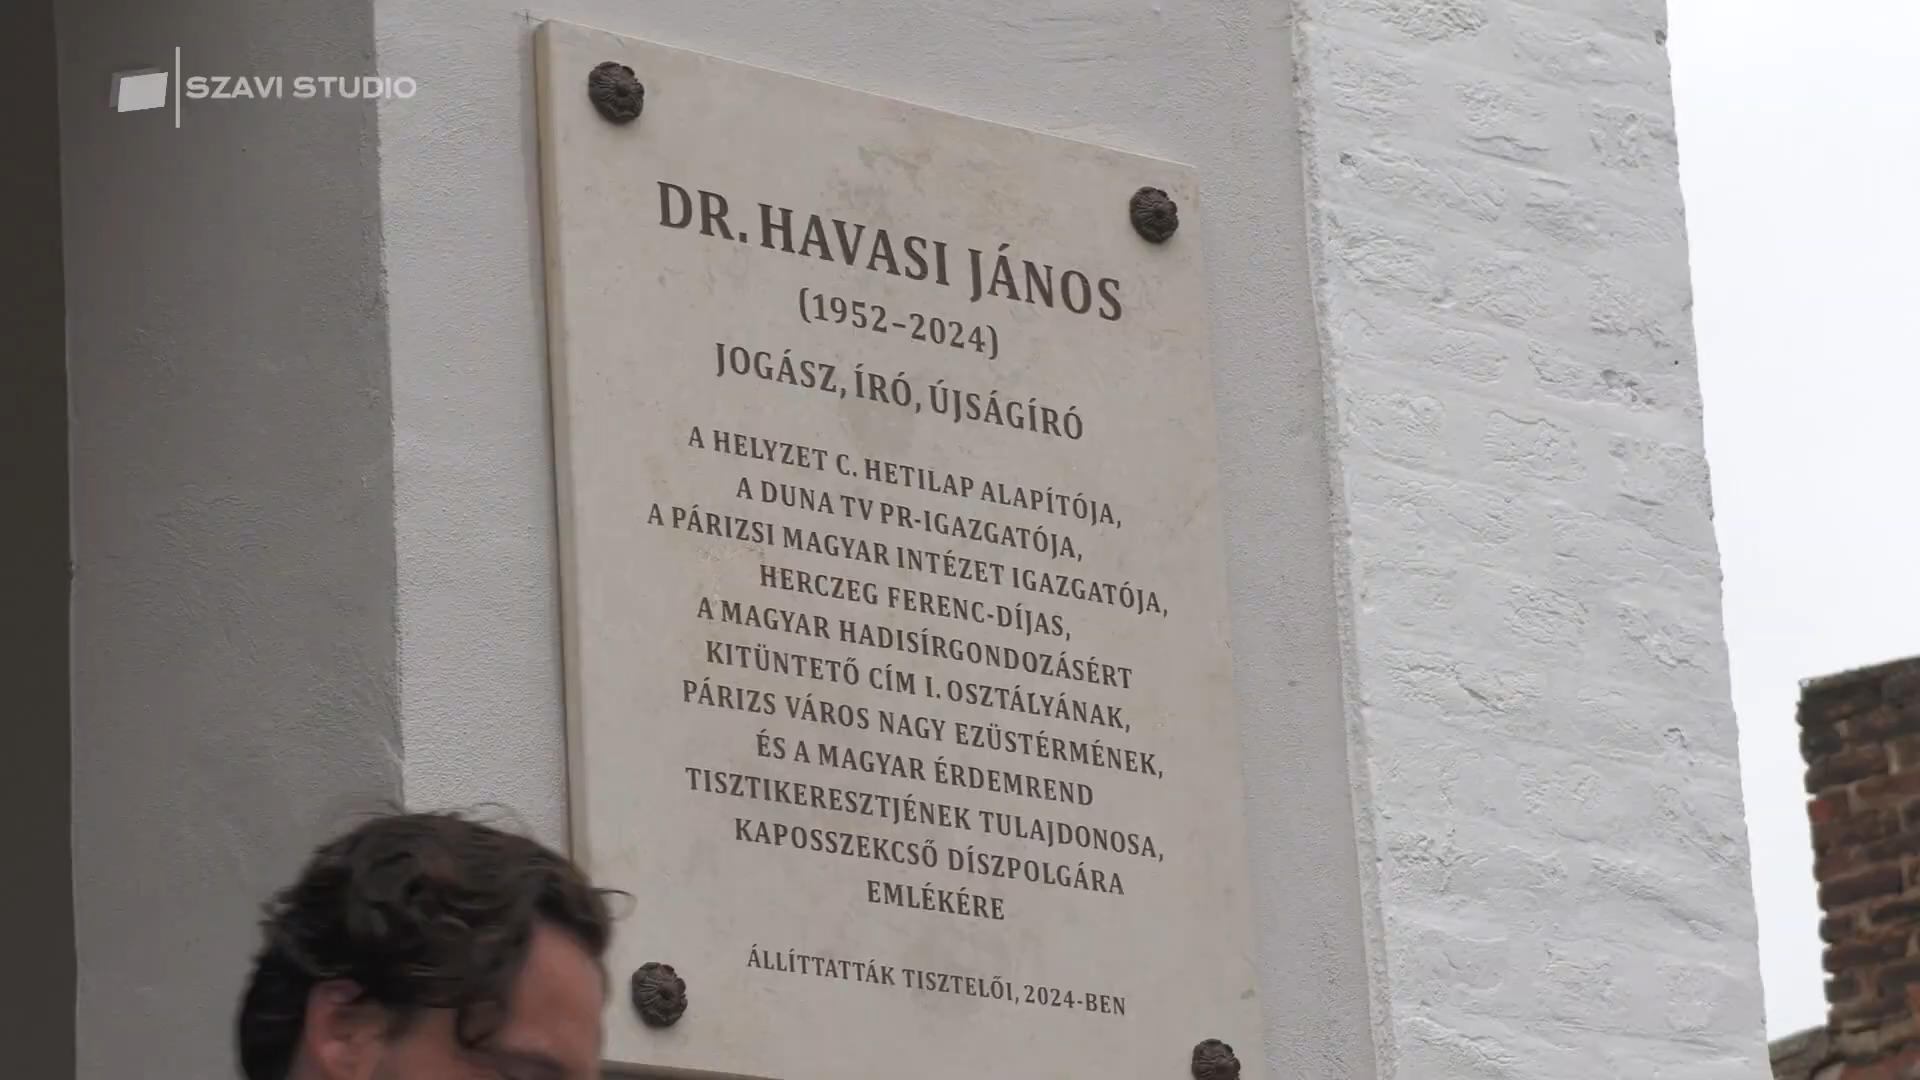 SZAVI STUDIO
DR. HAVASI JÁNOS
(1952–2024)
JOGÁSZ, ÍRÓ, ÚJSÁGÍRÓ
A HELYZET C. HETILAP ALAPÍTÓJA,
A DUNA TV PR-IGAZGATÓJA,
A PÁRIZSI MAGYAR INTÉZET IGAZGATÓJA,
HERCZEG FERENC-DÍJAS,
A MAGYAR HADISÍRGONDOZÁSÉRT
KITÜNTETŐ CÍM I. OSZTÁLYÁNAK,
PÁRIZS VÁROS NAGY EZÜSTÉRMÉNEK,
ÉS A MAGYAR ÉRDEMREND
TISZTIKERESZTJÉNEK TULAJDONOSA,
KAPOSSZEKCSŐ DÍSZPOLGÁRA
EMLÉKÉRE
ÁLLÍTTATTÁK TISZTELŐI, 2024-BEN